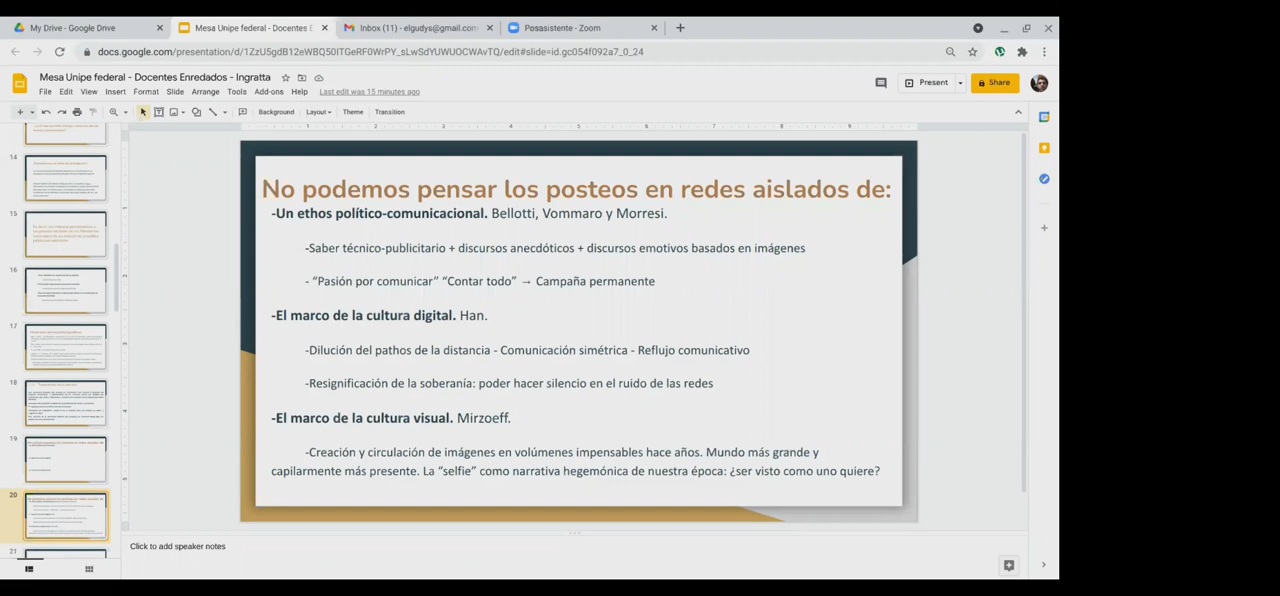 My Drive - Google Drive
Mesa Unipe federal - Docentes E
Inbox (11) - elgudys@gmail.com
Posasistente - Zoom
docs.google.com/presentation/d/1ZzU5gdB12eWBQ50ITGeRF0WrPY_sLwSdYUWUOCWAvTQ/edit#slide=id.gc054f092a7_0_24
Mesa Unipe federal - Docentes Enredados - Ingratta
File Edit View Insert Format Slide Arrange Tools Add-ons Help Last edit was 15 minutes ago
Present
Share
Background Layout Theme Transition
14
15
16
17
18
19
20
21
No podemos pensar los posteos en redes aislados de:
-Un ethos político-comunicacional. Bellotti, Vommaro y Morresi.
-Saber técnico-publicitario + discursos anecdóticos + discursos emotivos basados en imágenes
- “Pasión por comunicar” “Contar todo” → Campaña permanente
-El marco de la cultura digital. Han.
-Dilución del pathos de la distancia - Comunicación simétrica - Reflujo comunicativo
-Resignificación de la soberanía: poder hacer silencio en el ruido de las redes
-El marco de la cultura visual. Mirzoeff.
-Creación y circulación de imágenes en volúmenes impensables hace años. Mundo más grande y
capilarmente más presente. La “selfie” como narrativa hegemónica de nuestra época: ¿ser visto como uno quiere?
Click to add speaker notes